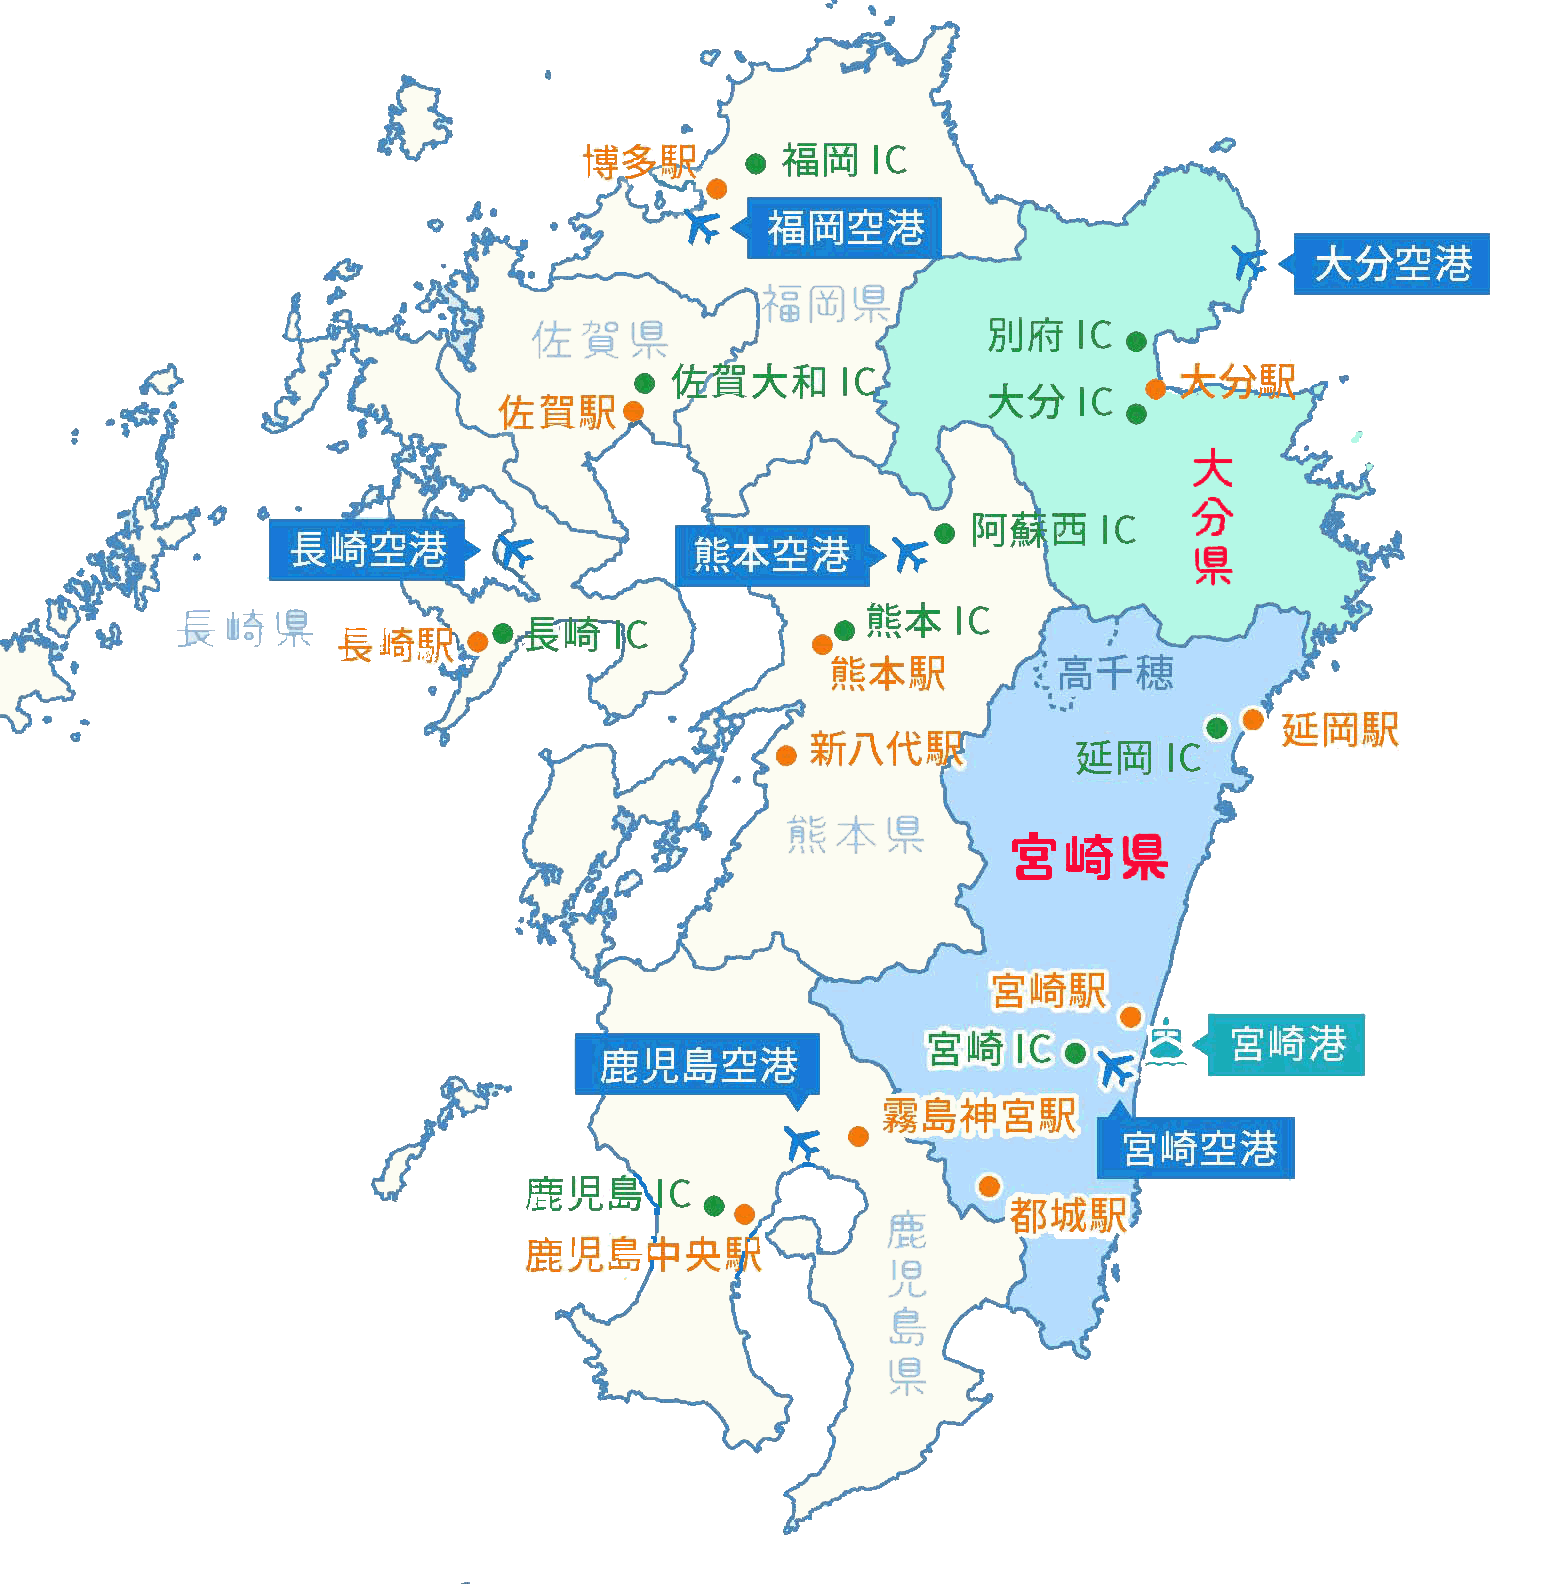 博多駅
福岡 IC
福岡空港
大分空港
福岡県
佐賀県
別府 IC
佐賀大和 IC
大分駅
佐賀駅
大分 IC
大分県
長崎空港
熊本空港
阿蘇西 IC
長崎県
長崎駅
長崎 IC
熊本 IC
熊本駅
高千穂
延岡駅
新八代駅
延岡 IC
熊本県
宮崎県
宮崎駅
宮崎 IC
宮崎港
鹿児島空港
霧島神宮駅
宮崎空港
鹿児島 IC
都城駅
鹿児島中央駅
鹿児島県